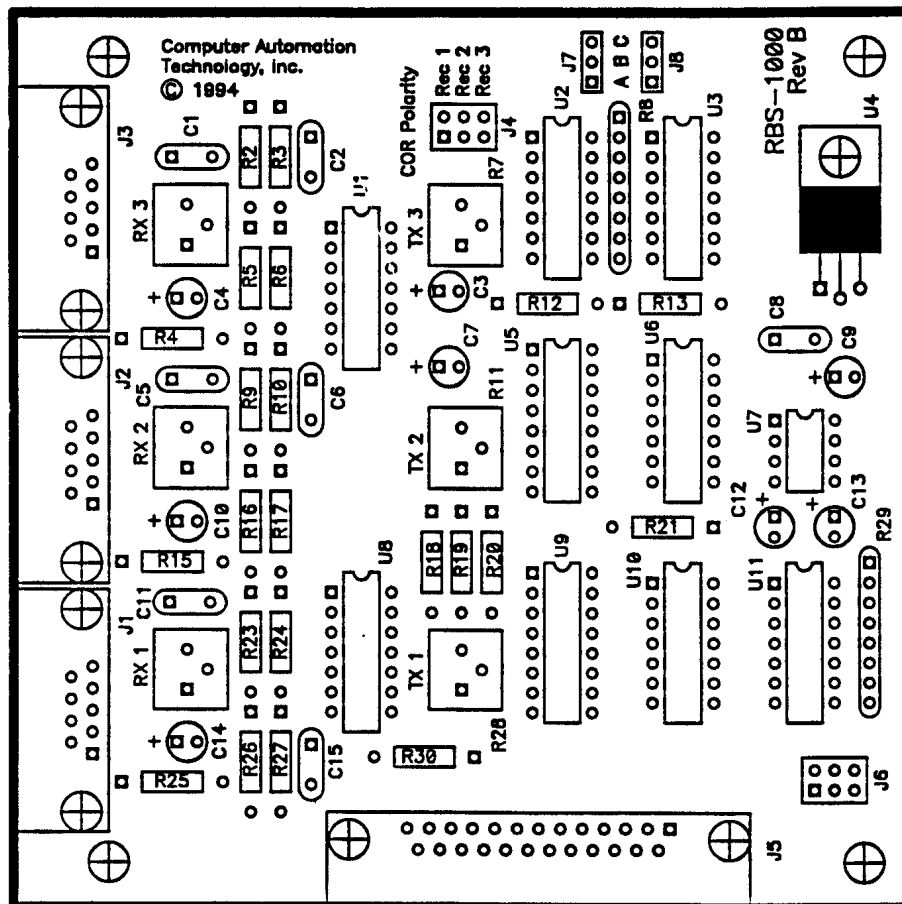 Computer Automation
Technology, Inc.
© 1994
RBS-1000
Rev B
COR Polarity
Rec 1
Rec 2
Rec 3
J4
J7
A B C
J8
J3
C1
R2
R3
C2
RX 3
U1
TX 3
R7
U2
R8
U3
U4
+
C4
R5
R6
+
C3
R4
R12
R13
J2
C5
R9
R10
C6
+
C7
U5
U6
C8
C9
+
RX 2
TX 2
R11
U7
+
C10
R16
R17
R15
R18
R19
R20
R21
C12
+
+
C13
R29
J1
C11
RX 1
R23
R24
U8
TX 1
R28
U9
U10
U11
+
C14
R25
R26
R27
C15
R30
J5
J6